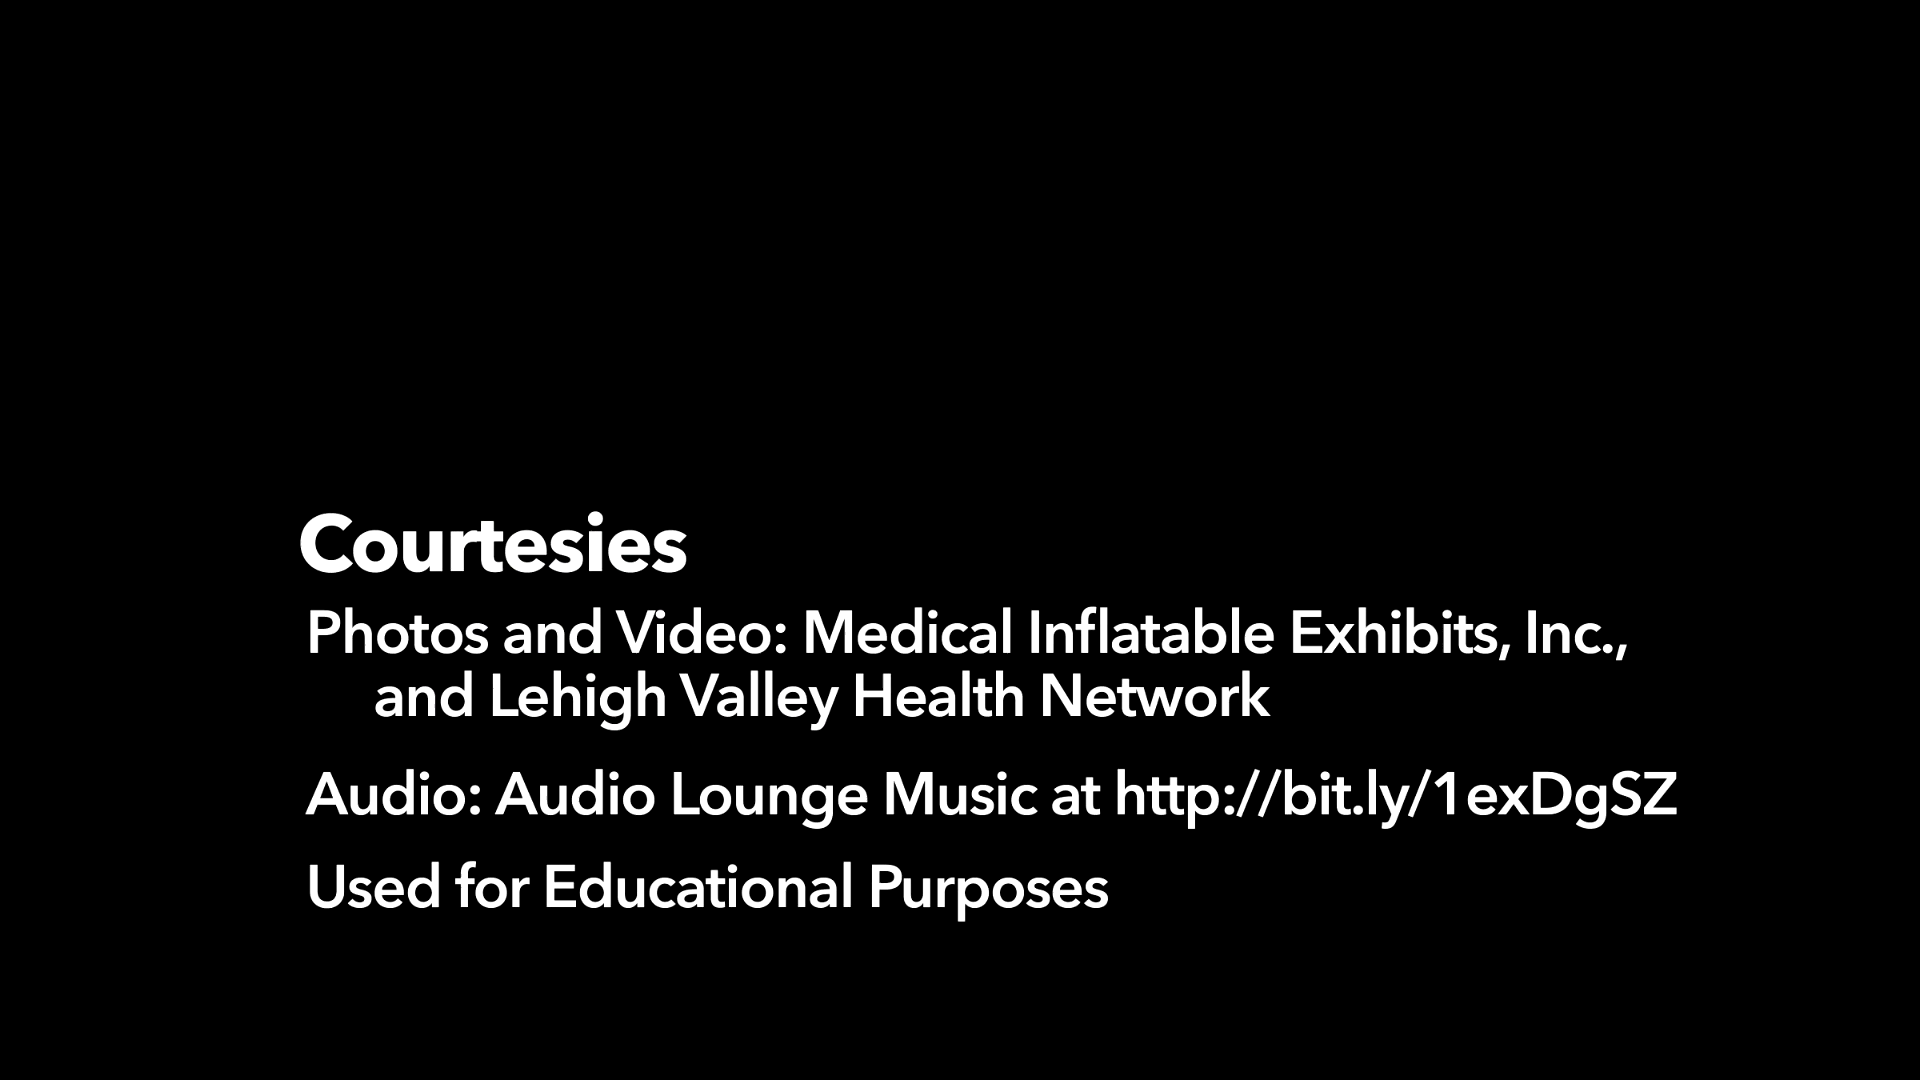 Courtesies
Photos and Video: Medical Inflatable Exhibits, Inc.,
and Lehigh Valley Health Network
Audio: Audio Lounge Music at http://bit.ly/1exDgSZ
Used for Educational Purposes